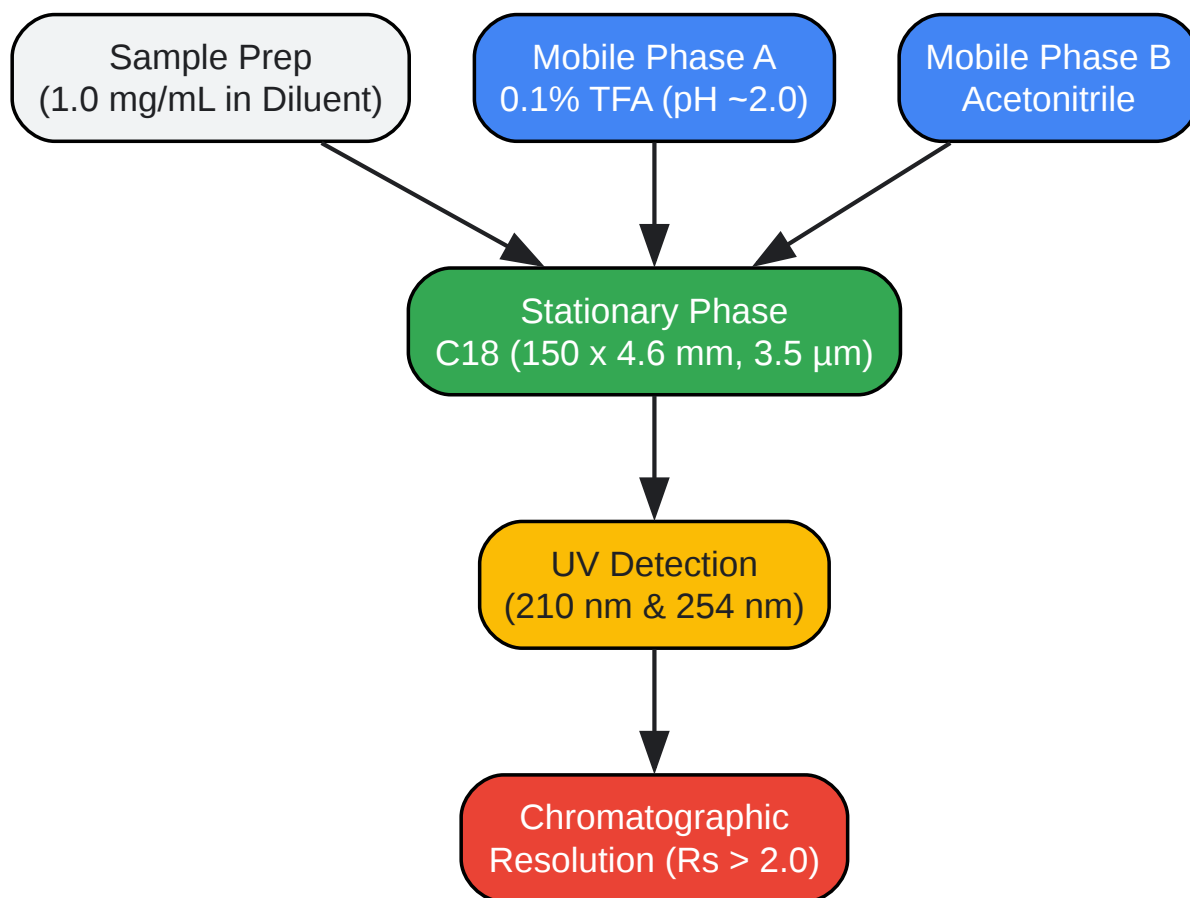 Sample Prep
(1.0 mg/mL in Diluent)
Mobile Phase A
0.1% TFA (pH ~2.0)
Mobile Phase B
Acetonitrile
Stationary Phase
C18 (150 x 4.6 mm, 3.5 µm)
UV Detection
(210 nm & 254 nm)
Chromatographic
Resolution (Rs > 2.0)